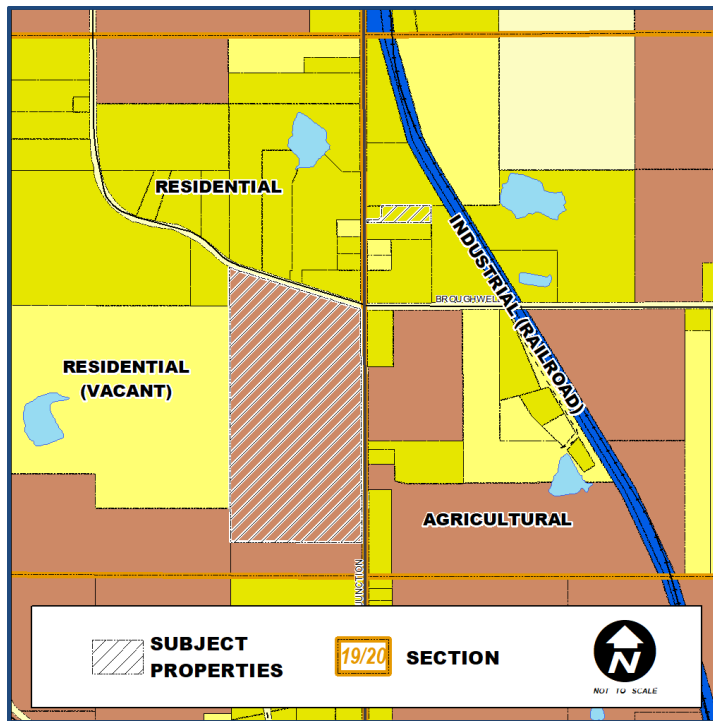 RESIDENTIAL
INDUSTRIAL (RAILROAD)
BROUGHWEL
RESIDENTIAL
(VACANT)
AGRICULTURAL
JUNCTION
SUBJECT
PROPERTIES
19/20
SECTION
N
NOT TO SCALE